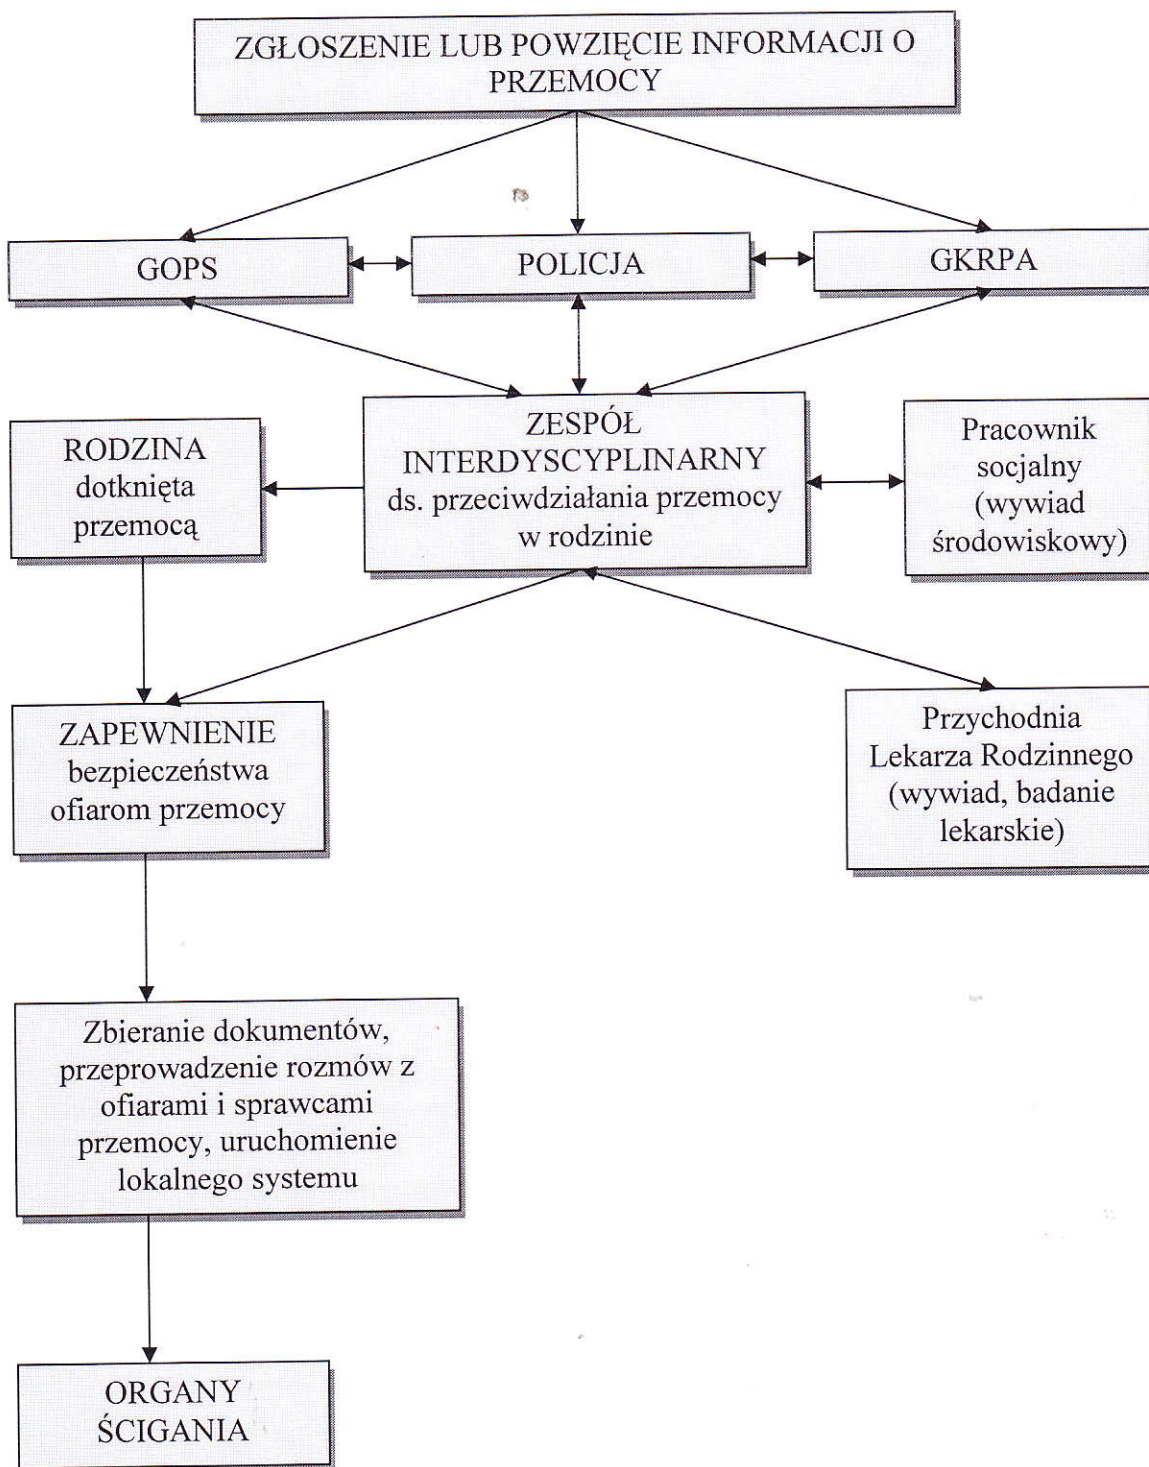 ZGŁOSZENIE LUB POWZIĘCIE INFORMACJI O
PRZEMOCY
GOPS
POLICJA
GKRPA
RODZINA
dotknięta
przemocą
ZESPÓŁ
INTERDYSCYPLINARNY
ds. przeciwdziałania przemocy
w rodzinie
Pracownik
socjalny
(wywiad
środowiskowy)
ZAPEWNIENIE
bezpieczeństwa
ofiarom przemocy
Przychodnia
Lekarza Rodzinnego
(wywiad, badanie
lekarskie)
Zbieranie dokumentów,
przeprowadzenie rozmów z
ofiarami i sprawcami
przemocy, uruchomienie
lokalnego systemu
ORGANY
ŚCIGANIA